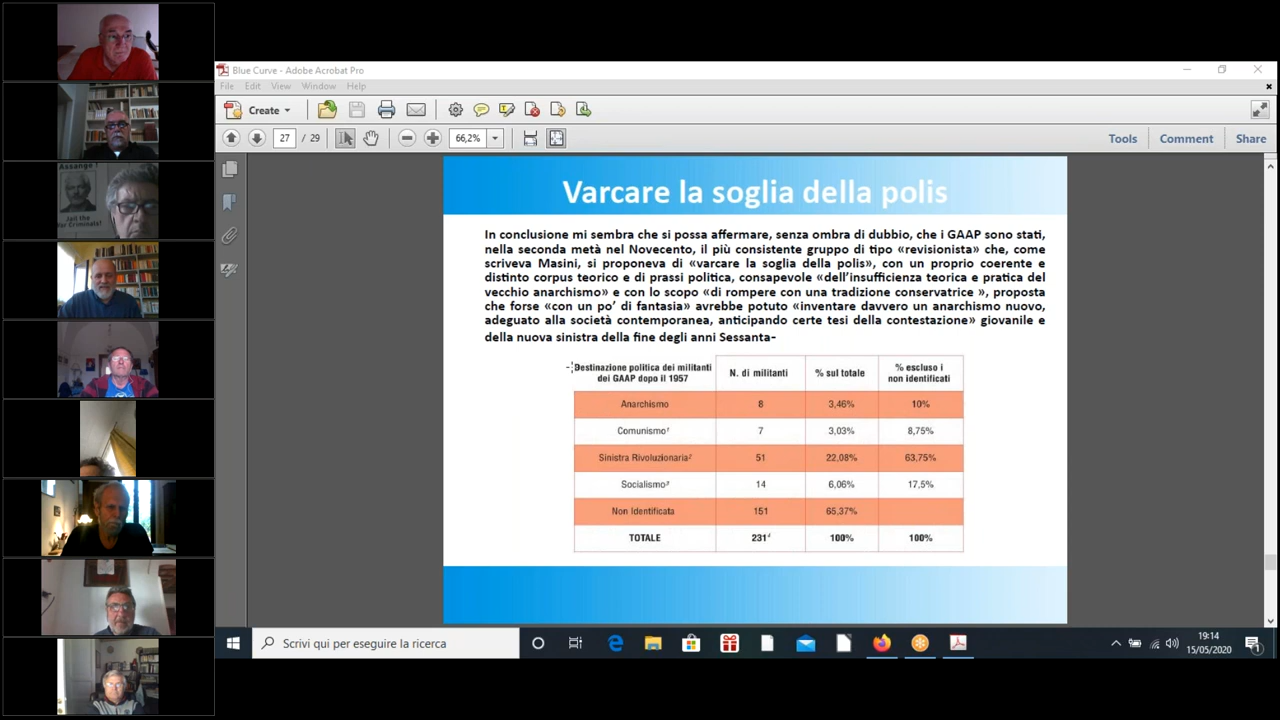 Assange !
Jail the
War Criminals!
Blue Curve - Adobe Acrobat Pro
File Edit View Window Help
Create
27 / 29
66,2%
Tools Comment Share
Varcare la soglia della polis
In conclusione mi sembra che si possa affermare, senza ombra di dubbio, che i GAAP sono stati,
nella seconda metà nel Novecento, il più consistente gruppo di tipo «revisionista» che, come
scriveva Masini, si proponeva di «varcare la soglia della polis», con un proprio coerente e
distinto corpus teorico e di prassi politica, consapevole «dell'insufficienza teorica e pratica del
vecchio anarchismo» e con lo scopo «di rompere con una tradizione conservatrice », proposta
che forse «con un po' di fantasia» avrebbe potuto «inventare davvero un anarchismo nuovo,
adeguato alla società contemporanea, anticipando certe tesi della contestazione» giovanile e
della nuova sinistra della fine degli anni Sessanta-
Destinazione politica dei militanti
dei GAAP dopo il 1957
N. di militanti
% sul totale
% escluso i
non identificati
Anarchismo 8 3,46% 10%
Comunismo¹ 7 3,03% 8,75%
Sinistra Rivoluzionaria² 51 22,08% 63,75%
Socialismo³ 14 6,06% 17,5%
Non Identificata 151 65,37%
TOTALE 231⁴ 100% 100%
Scrivi qui per eseguire la ricerca
19:14
15/05/2020
1